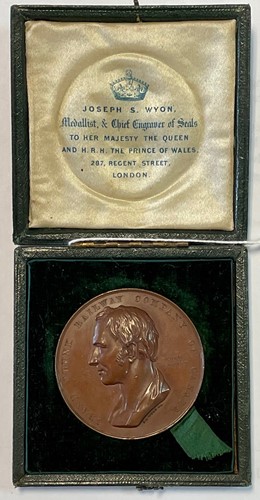 JOSEPH S. WYON,
Medallist, & Chief Engraver of Seals
TO HER MAJESTY THE QUEEN
AND H.R.H. THE PRINCE OF WALES,
287, REGENT STREET,
LONDON.
RAILWAY COMPANY